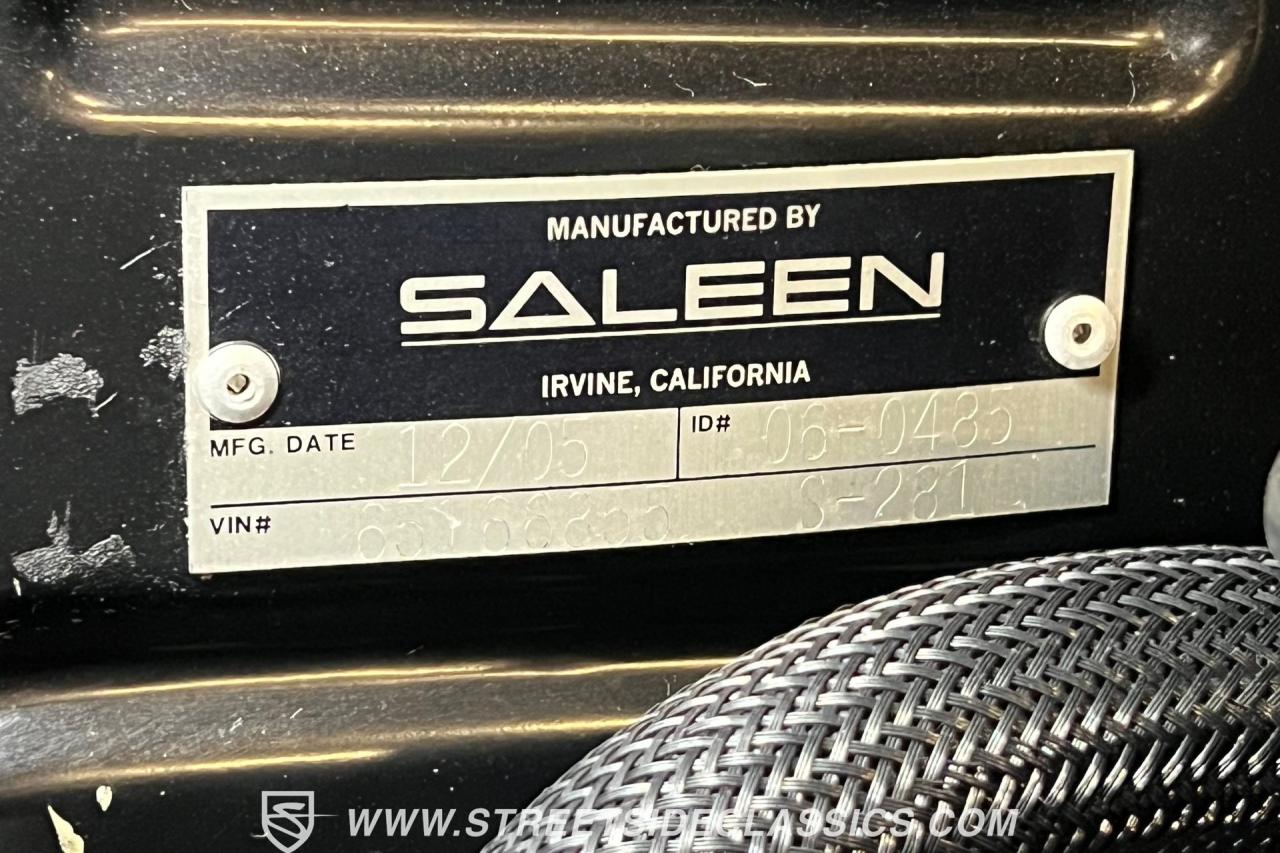 MANUFACTURED BY
SALEEN
IRVINE, CALIFORNIA
MFG. DATE 12/05 ID# 06-0485
VIN# S-281
WWW.STREETSIDECLASSICS.COM